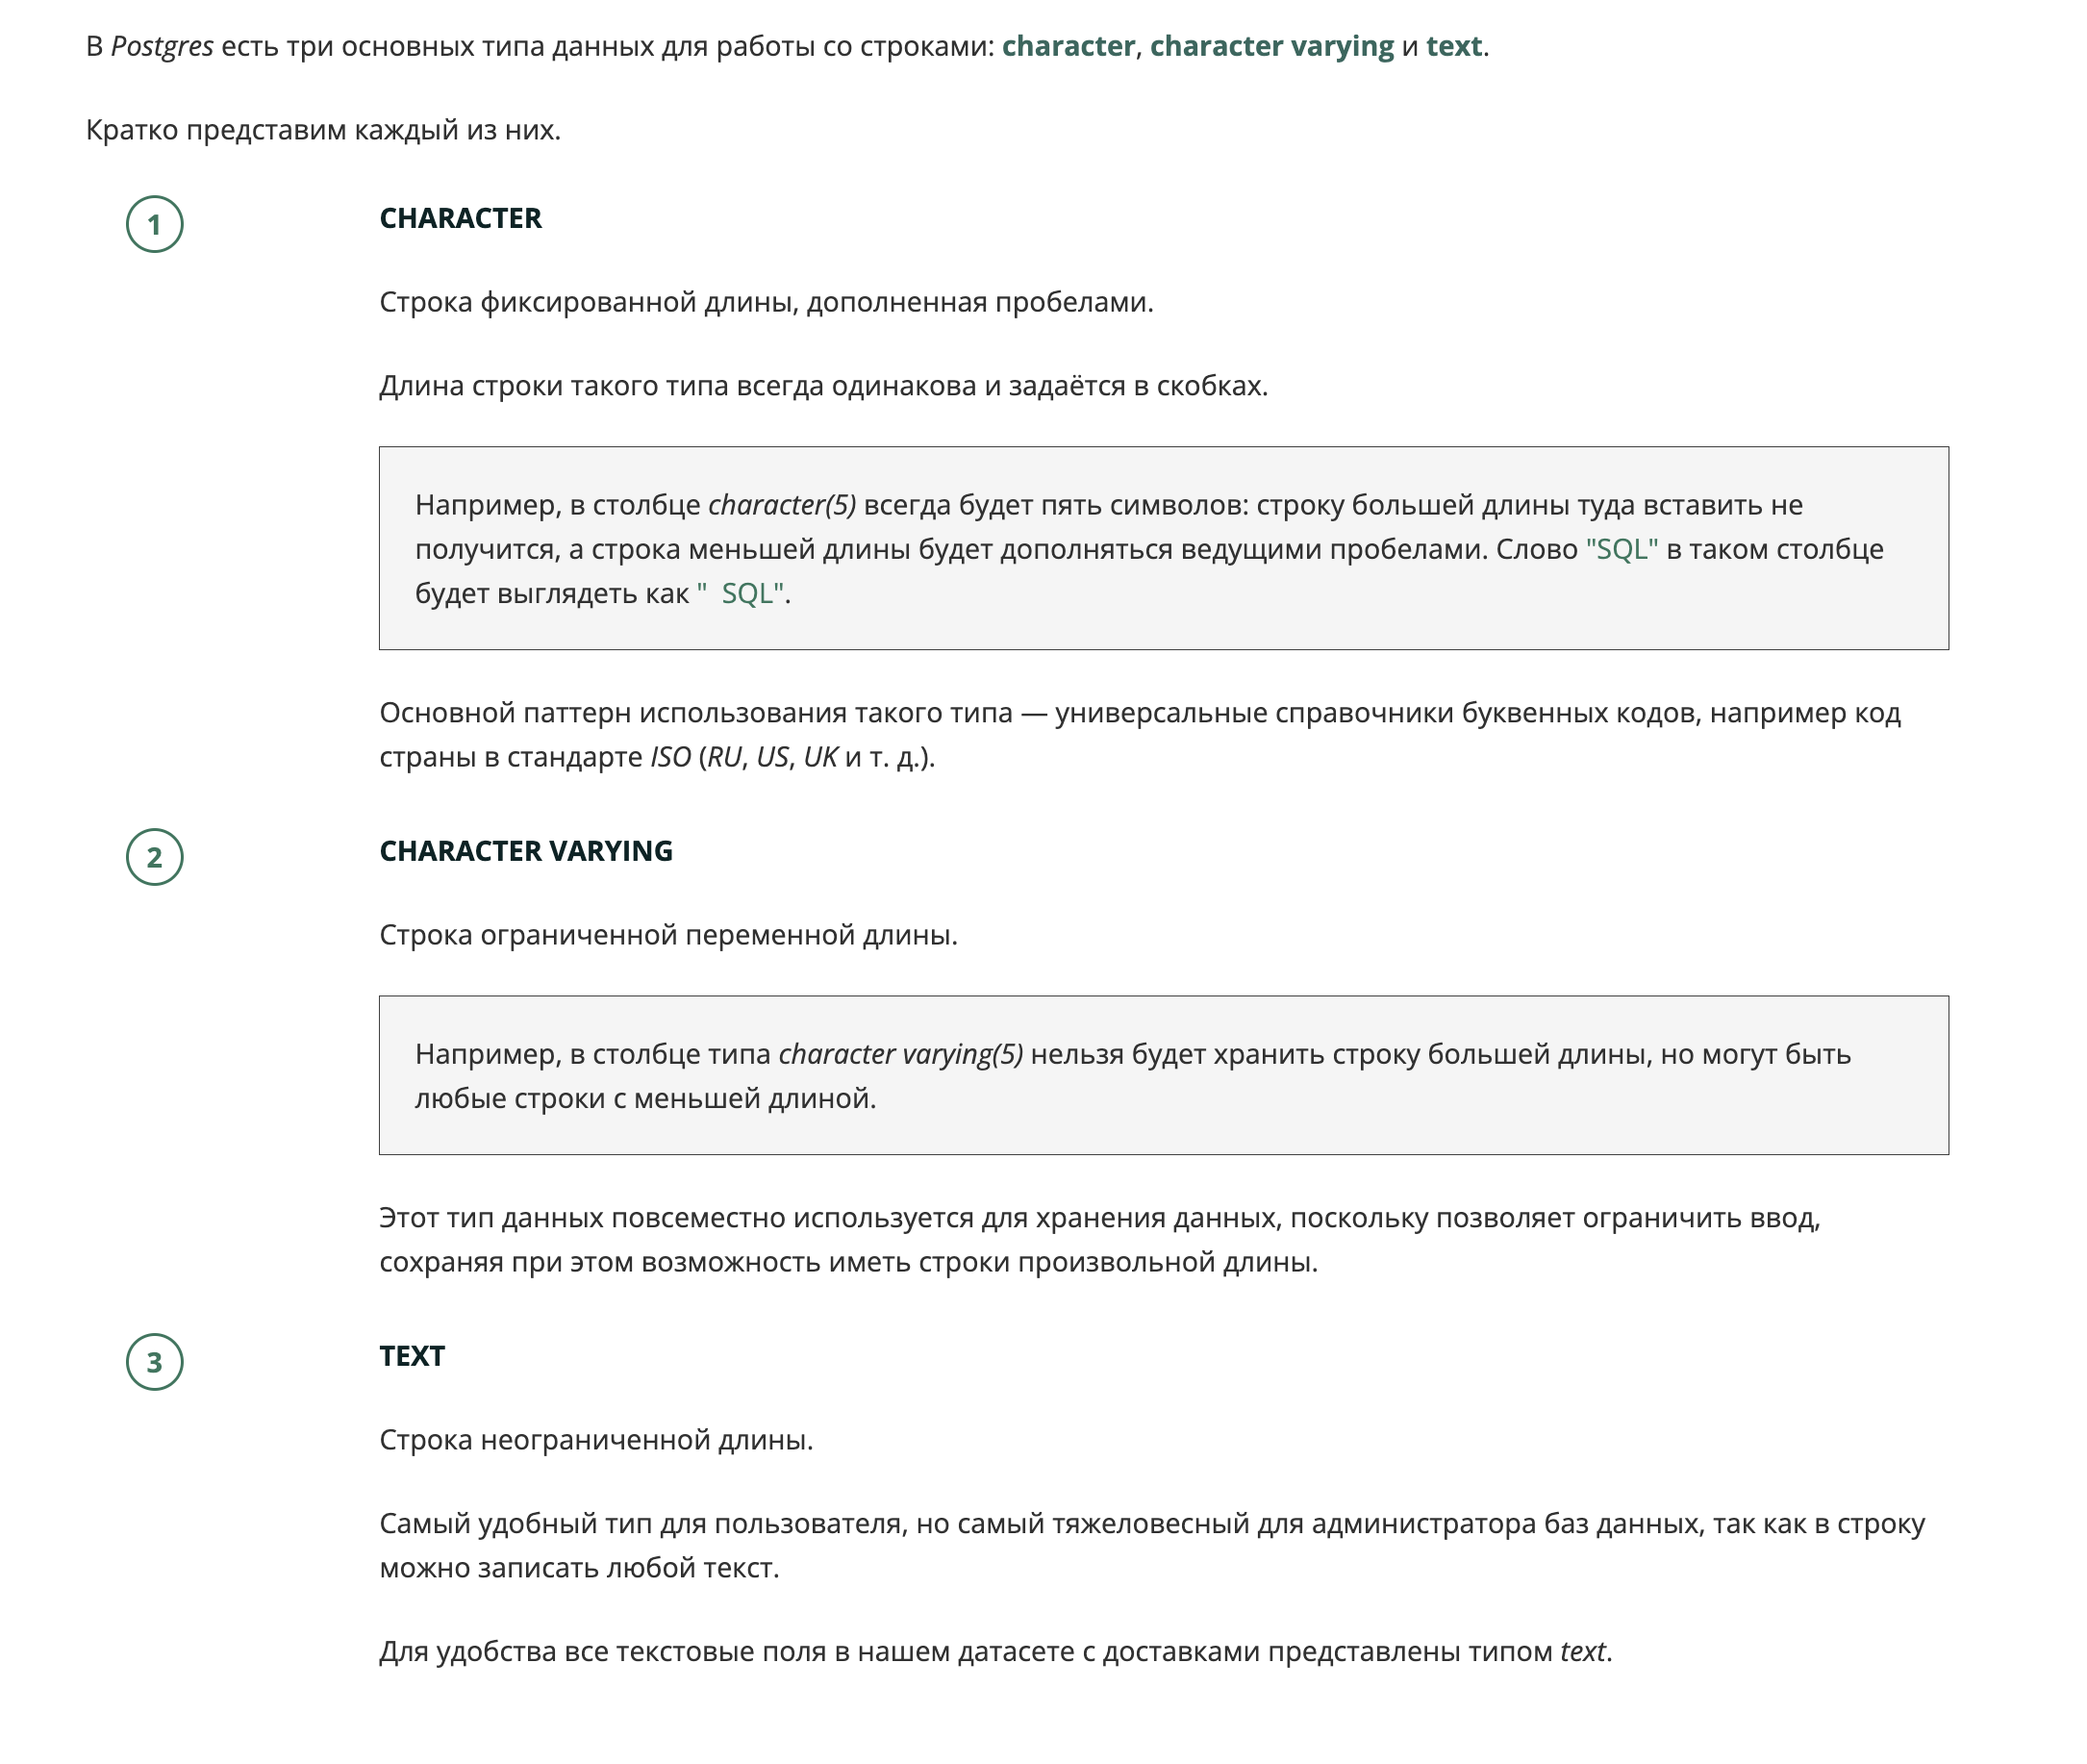 В Postgres есть три основных типа данных для работы со строками: character, character varying и text.
Кратко представим каждый из них.
1
CHARACTER
Строка фиксированной длины, дополненная пробелами.
Длина строки такого типа всегда одинакова и задаётся в скобках.
Например, в столбце character(5) всегда будет пять символов: строку большей длины туда вставить не
получится, а строка меньшей длины будет дополняться ведущими пробелами. Слово "SQL" в таком столбце
будет выглядеть как "  SQL".
Основной паттерн использования такого типа — универсальные справочники буквенных кодов, например код
страны в стандарте ISO (RU, US, UK и т. д.).
2
CHARACTER VARYING
Строка ограниченной переменной длины.
Например, в столбце типа character varying(5) нельзя будет хранить строку большей длины, но могут быть
любые строки с меньшей длиной.
Этот тип данных повсеместно используется для хранения данных, поскольку позволяет ограничить ввод,
сохраняя при этом возможность иметь строки произвольной длины.
3
TEXT
Строка неограниченной длины.
Самый удобный тип для пользователя, но самый тяжеловесный для администратора баз данных, так как в строку
можно записать любой текст.
Для удобства все текстовые поля в нашем датасете с доставками представлены типом text.